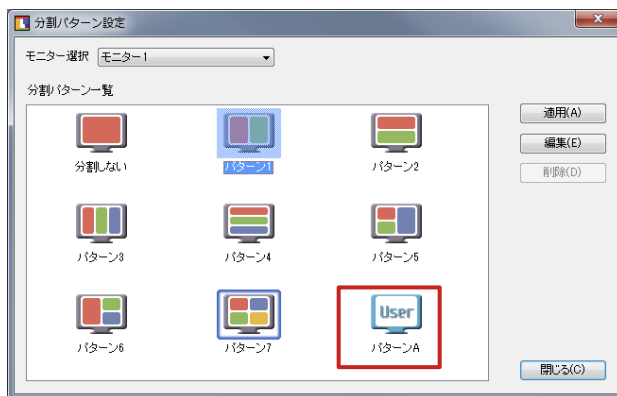 分割パターン設定
モニター選択 モニター1
分割パターン一覧
分割しない パターン1 パターン2
パターン3 パターン4 パターン5
User
パターン6 パターン7 パターンA
適用(A)
編集(E)
削除(D)
閉じる(C)